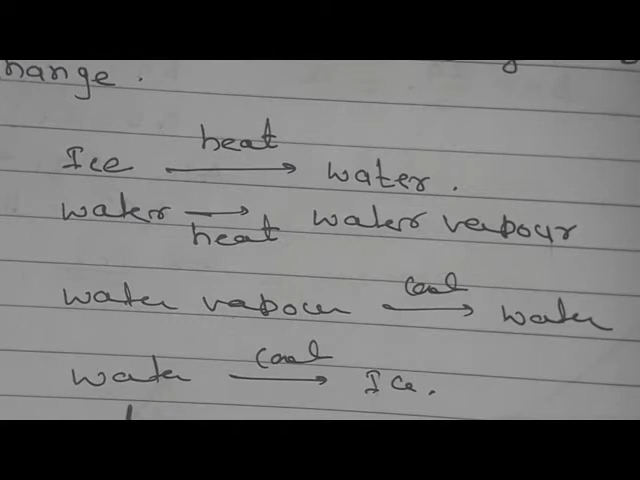 hange.
heat
Ice → water.
water → water vapour
heat
cool
water vapour → water
cool
water → Ice.